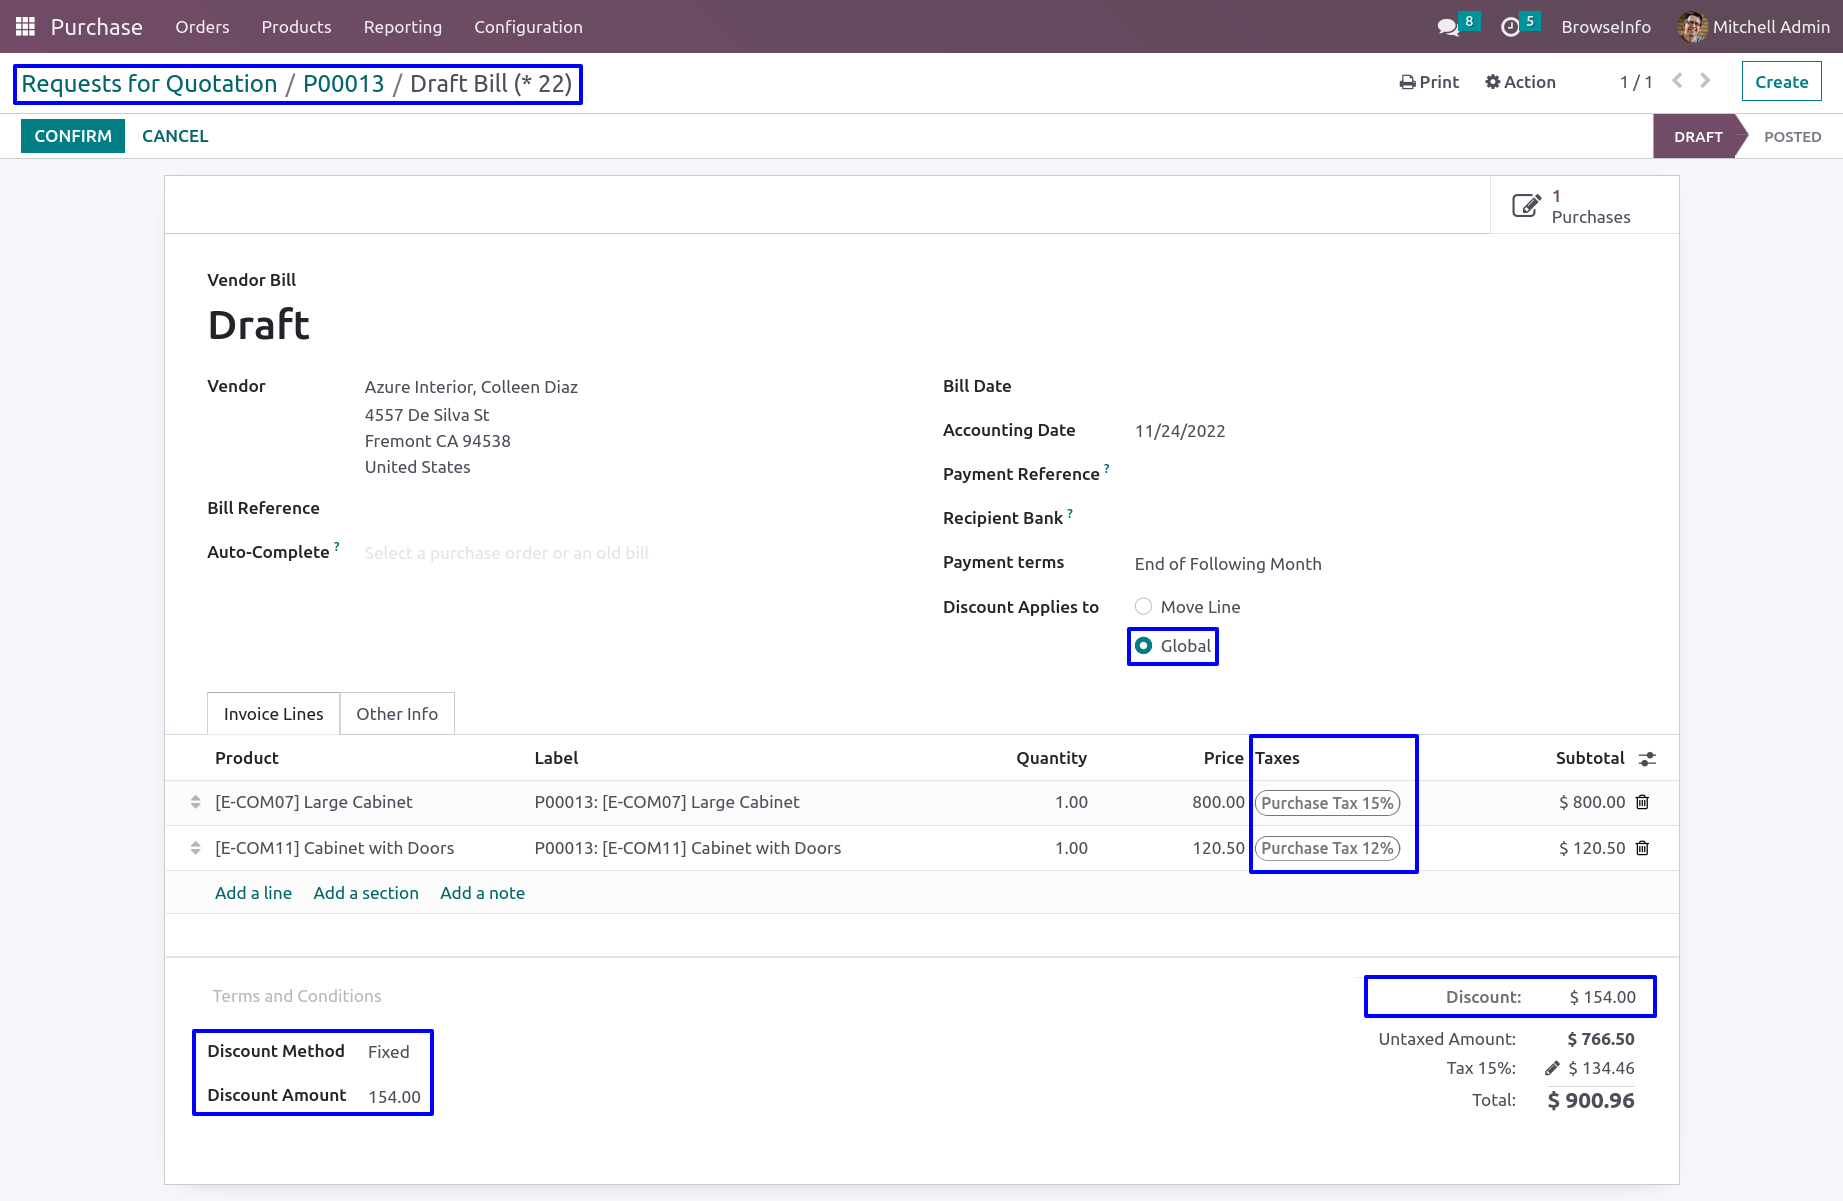 Purchase Orders Products Reporting Configuration 8 5 BrowseInfo Mitchell Admin
Requests for Quotation / P00013 / Draft Bill (* 22) Print Action 1 / 1 Create
CONFIRM CANCEL DRAFT POSTED
1
Purchases
Vendor Bill
Draft
Vendor Azure Interior, Colleen Diaz
4557 De Silva St
Fremont CA 94538
United States
Bill Reference
Auto-Complete ? Select a purchase order or an old bill
Bill Date
Accounting Date 11/24/2022
Payment Reference ?
Recipient Bank ?
Payment terms End of Following Month
Discount Applies to Move Line
Global
Invoice Lines Other Info
Product Label Quantity Price Taxes Subtotal
[E-COM07] Large Cabinet P00013: [E-COM07] Large Cabinet 1.00 800.00 Purchase Tax 15% $ 800.00
[E-COM11] Cabinet with Doors P00013: [E-COM11] Cabinet with Doors 1.00 120.50 Purchase Tax 12% $ 120.50
Add a line Add a section Add a note
Terms and Conditions
Discount Method Fixed
Discount Amount 154.00
Discount: $ 154.00
Untaxed Amount: $ 766.50
Tax 15%: $ 134.46
Total: $ 900.96